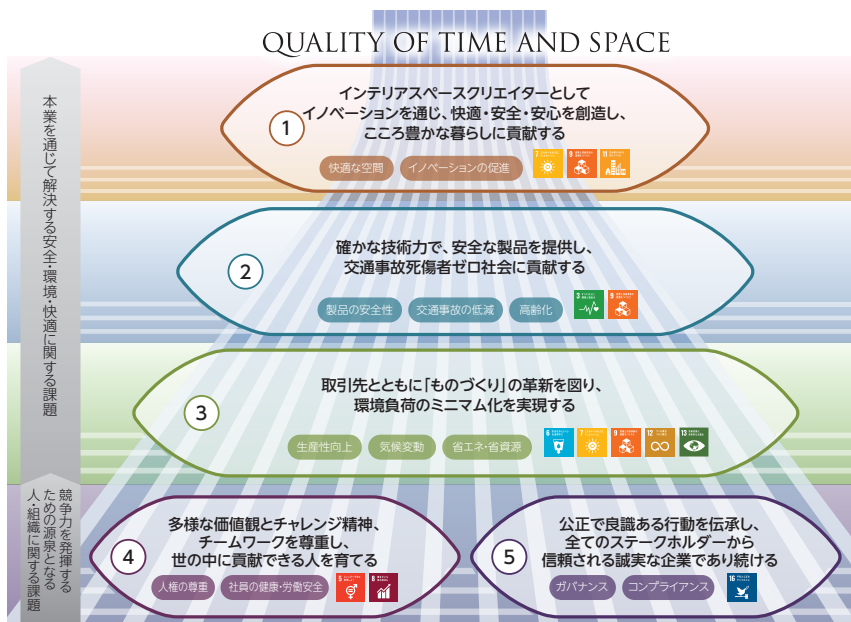 QUALITY OF TIME AND SPACE
本業を通じて解決する安全・環境・快適に関する課題
1
インテリアスペースクリエイターとして
イノベーションを通じ、快適・安全・安心を創造し、
こころ豊かな暮らしに貢献する
快適な空間
イノベーションの促進
7
9
11
2
確かな技術力で、安全な製品を提供し、
交通事故死傷者ゼロ社会に貢献する
製品の安全性
交通事故の低減
高齢化
3
9
3
取引先とともに「ものづくり」の革新を図り、
環境負荷のミニマム化を実現する
生産性向上
気候変動
省エネ・省資源
6
7
9
12
13
競争力を発揮する
ための源泉となる
人・組織に関する課題
4
多様な価値観とチャレンジ精神、
チームワークを尊重し、
世の中に貢献できる人を育てる
人権の尊重
社員の健康・労働安全
5
8
5
公正で良識ある行動を伝承し、
全てのステークホルダーから
信頼される誠実な企業であり続ける
ガバナンス
コンプライアンス
16